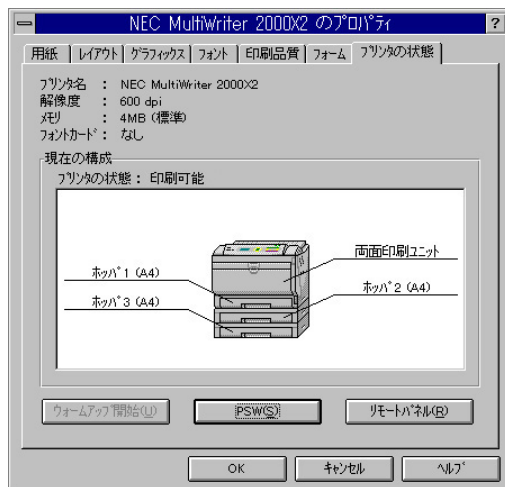 NEC MultiWriter 2000X2 のﾌﾟﾛﾊﾟﾃｨ ?
用紙 ﾚｲｱｳﾄ ｸﾞﾗﾌｨｯｸｽ ﾌｫﾝﾄ 印刷品質 ﾌｫｰﾑ ﾌﾟﾘﾝﾀの状態
ﾌﾟﾘﾝﾀ名 : NEC MultiWriter 2000X2
解像度 : 600 dpi
ﾒﾓﾘ : 4MB (標準)
ﾌｫﾝﾄｶｰﾄﾞ : なし
現在の構成
ﾌﾟﾘﾝﾀの状態 : 印刷可能
両面印刷ﾕﾆｯﾄ
ﾎｯﾊﾟ1 (A4)
ﾎｯﾊﾟ2 (A4)
ﾎｯﾊﾟ3 (A4)
ｳｫｰﾑｱｯﾌﾟ開始(U) PSW(S) ﾘﾓｰﾄﾊﾟﾈﾙ(R)
OK ｷｬﾝｾﾙ ﾍﾙﾌﾟ